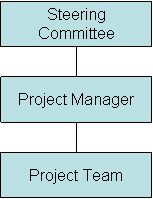 Steering
Committee
Project Manager
Project Team